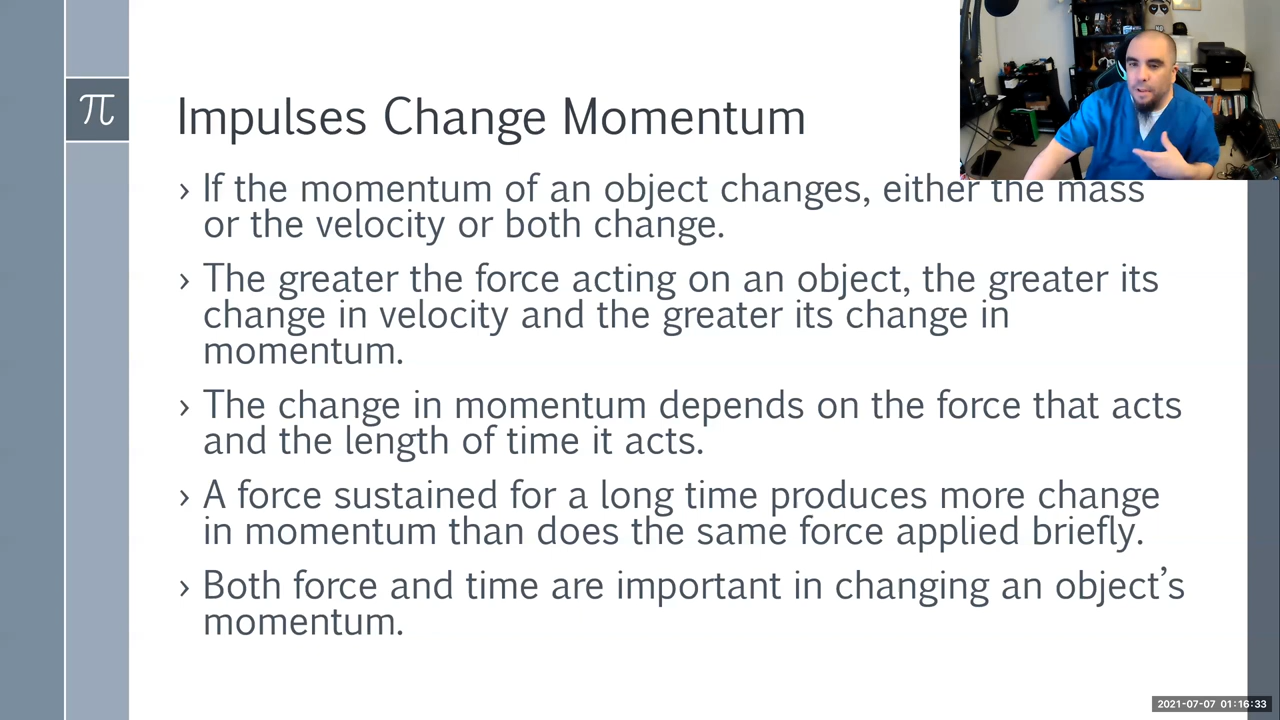 π
Impulses Change Momentum
› If the momentum of an object changes, either the mass
or the velocity or both change.
› The greater the force acting on an object, the greater its
change in velocity and the greater its change in
momentum.
› The change in momentum depends on the force that acts
and the length of time it acts.
› A force sustained for a long time produces more change
in momentum than does the same force applied briefly.
› Both force and time are important in changing an object’s
momentum.
2021-07-07 01:16:33